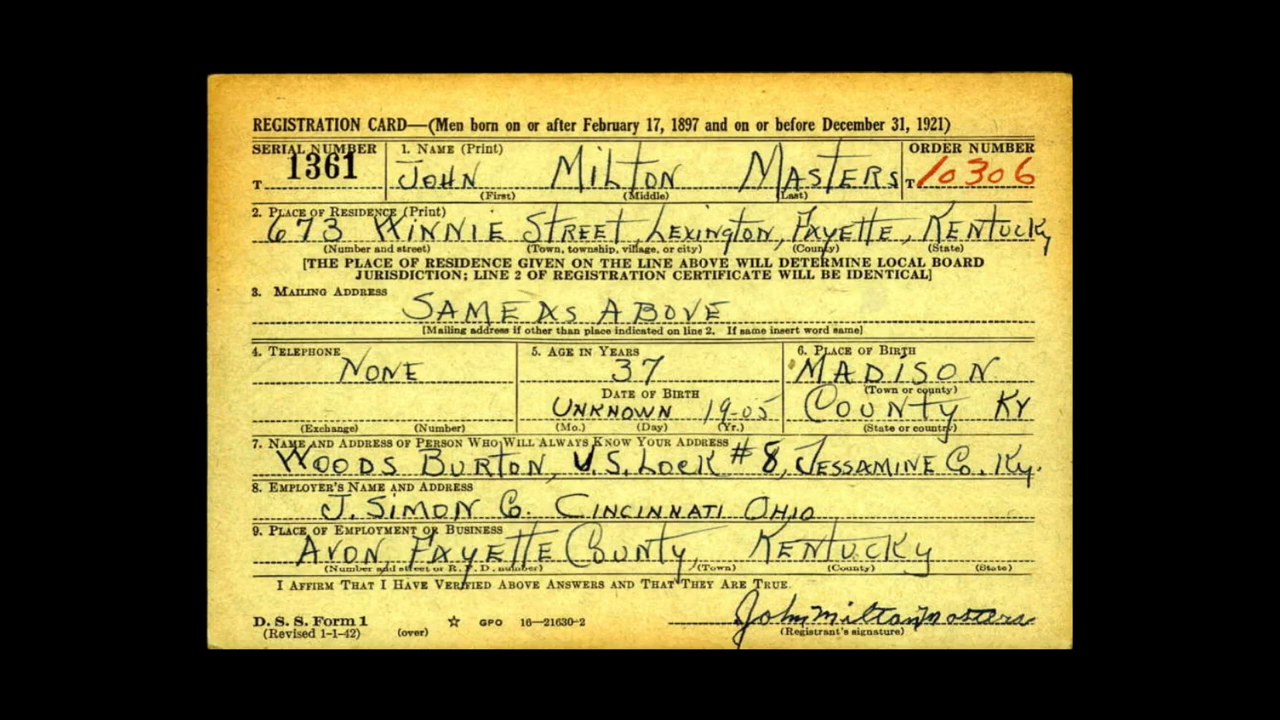 REGISTRATION CARD—(Men born on or after February 17, 1897 and on or before December 31, 1921)
SERIAL NUMBER 1. NAME (Print) ORDER NUMBER
T 1361 JOHN MILTON MASTERS T 10306
(First) (Middle) (Last)
2. PLACE OF RESIDENCE (Print)
673 WINNIE STREET, LEXINGTON, FAYETTE, KENTUCKY
(Number and street) (Town, township, village, or city) (County) (State)
[THE PLACE OF RESIDENCE GIVEN ON THE LINE ABOVE WILL DETERMINE LOCAL BOARD
JURISDICTION; LINE 2 OF REGISTRATION CERTIFICATE WILL BE IDENTICAL]
3. MAILING ADDRESS
SAME AS ABOVE
[Mailing address if other than place indicated on line 2. If same insert word same]
4. TELEPHONE 5. AGE IN YEARS 6. PLACE OF BIRTH
NONE 37 MADISON
DATE OF BIRTH (Town or county)
UNKNOWN 19-05 COUNTY KY
(Exchange) (Number) (Mo.) (Day) (Yr.) (State or country)
7. NAME AND ADDRESS OF PERSON WHO WILL ALWAYS KNOW YOUR ADDRESS
WOODS BURTON, U.S. LOCK # 8, JESSAMINE CO. KY.
8. EMPLOYER'S NAME AND ADDRESS
J. SIMON CO. CINCINNATI OHIO
9. PLACE OF EMPLOYMENT OR BUSINESS
AVON, FAYETTE COUNTY, KENTUCKY
(Number and street or R. F. D. number) (Town) (County) (State)
I AFFIRM THAT I HAVE VERIFIED ABOVE ANSWERS AND THAT THEY ARE TRUE.
John Milton Masters
D. S. S. Form 1 (over) ☆ GPO 16—21630-2 (Registrant's signature)
(Revised 1-1-42)